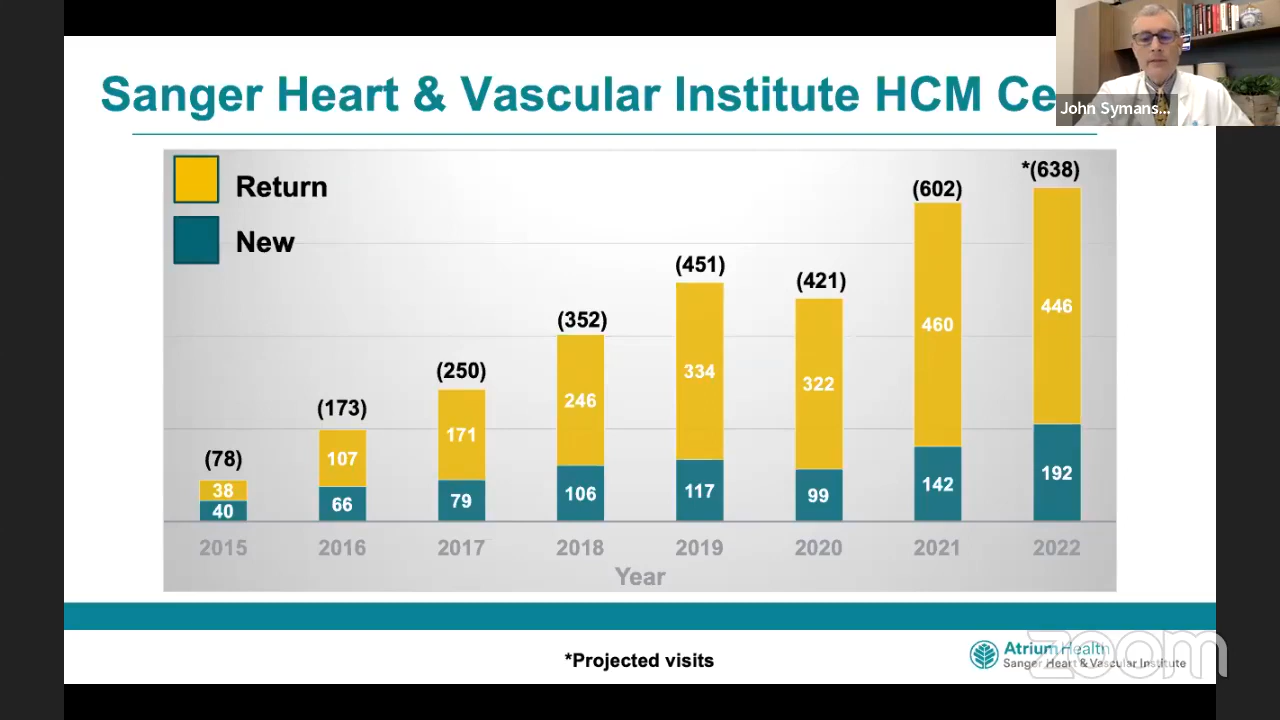 Sanger Heart & Vascular Institute HCM Ce
John Symans...
Return
New
(78)
(173)
(250)
(352)
(451)
(421)
(602)
*(638)
38
107
171
246
334
322
460
446
40
66
79
106
117
99
142
192
2015 2016 2017 2018 2019 2020 2021 2022
Year
*Projected visits
Atrium Health
Sanger Heart & Vascular Institute
zoom